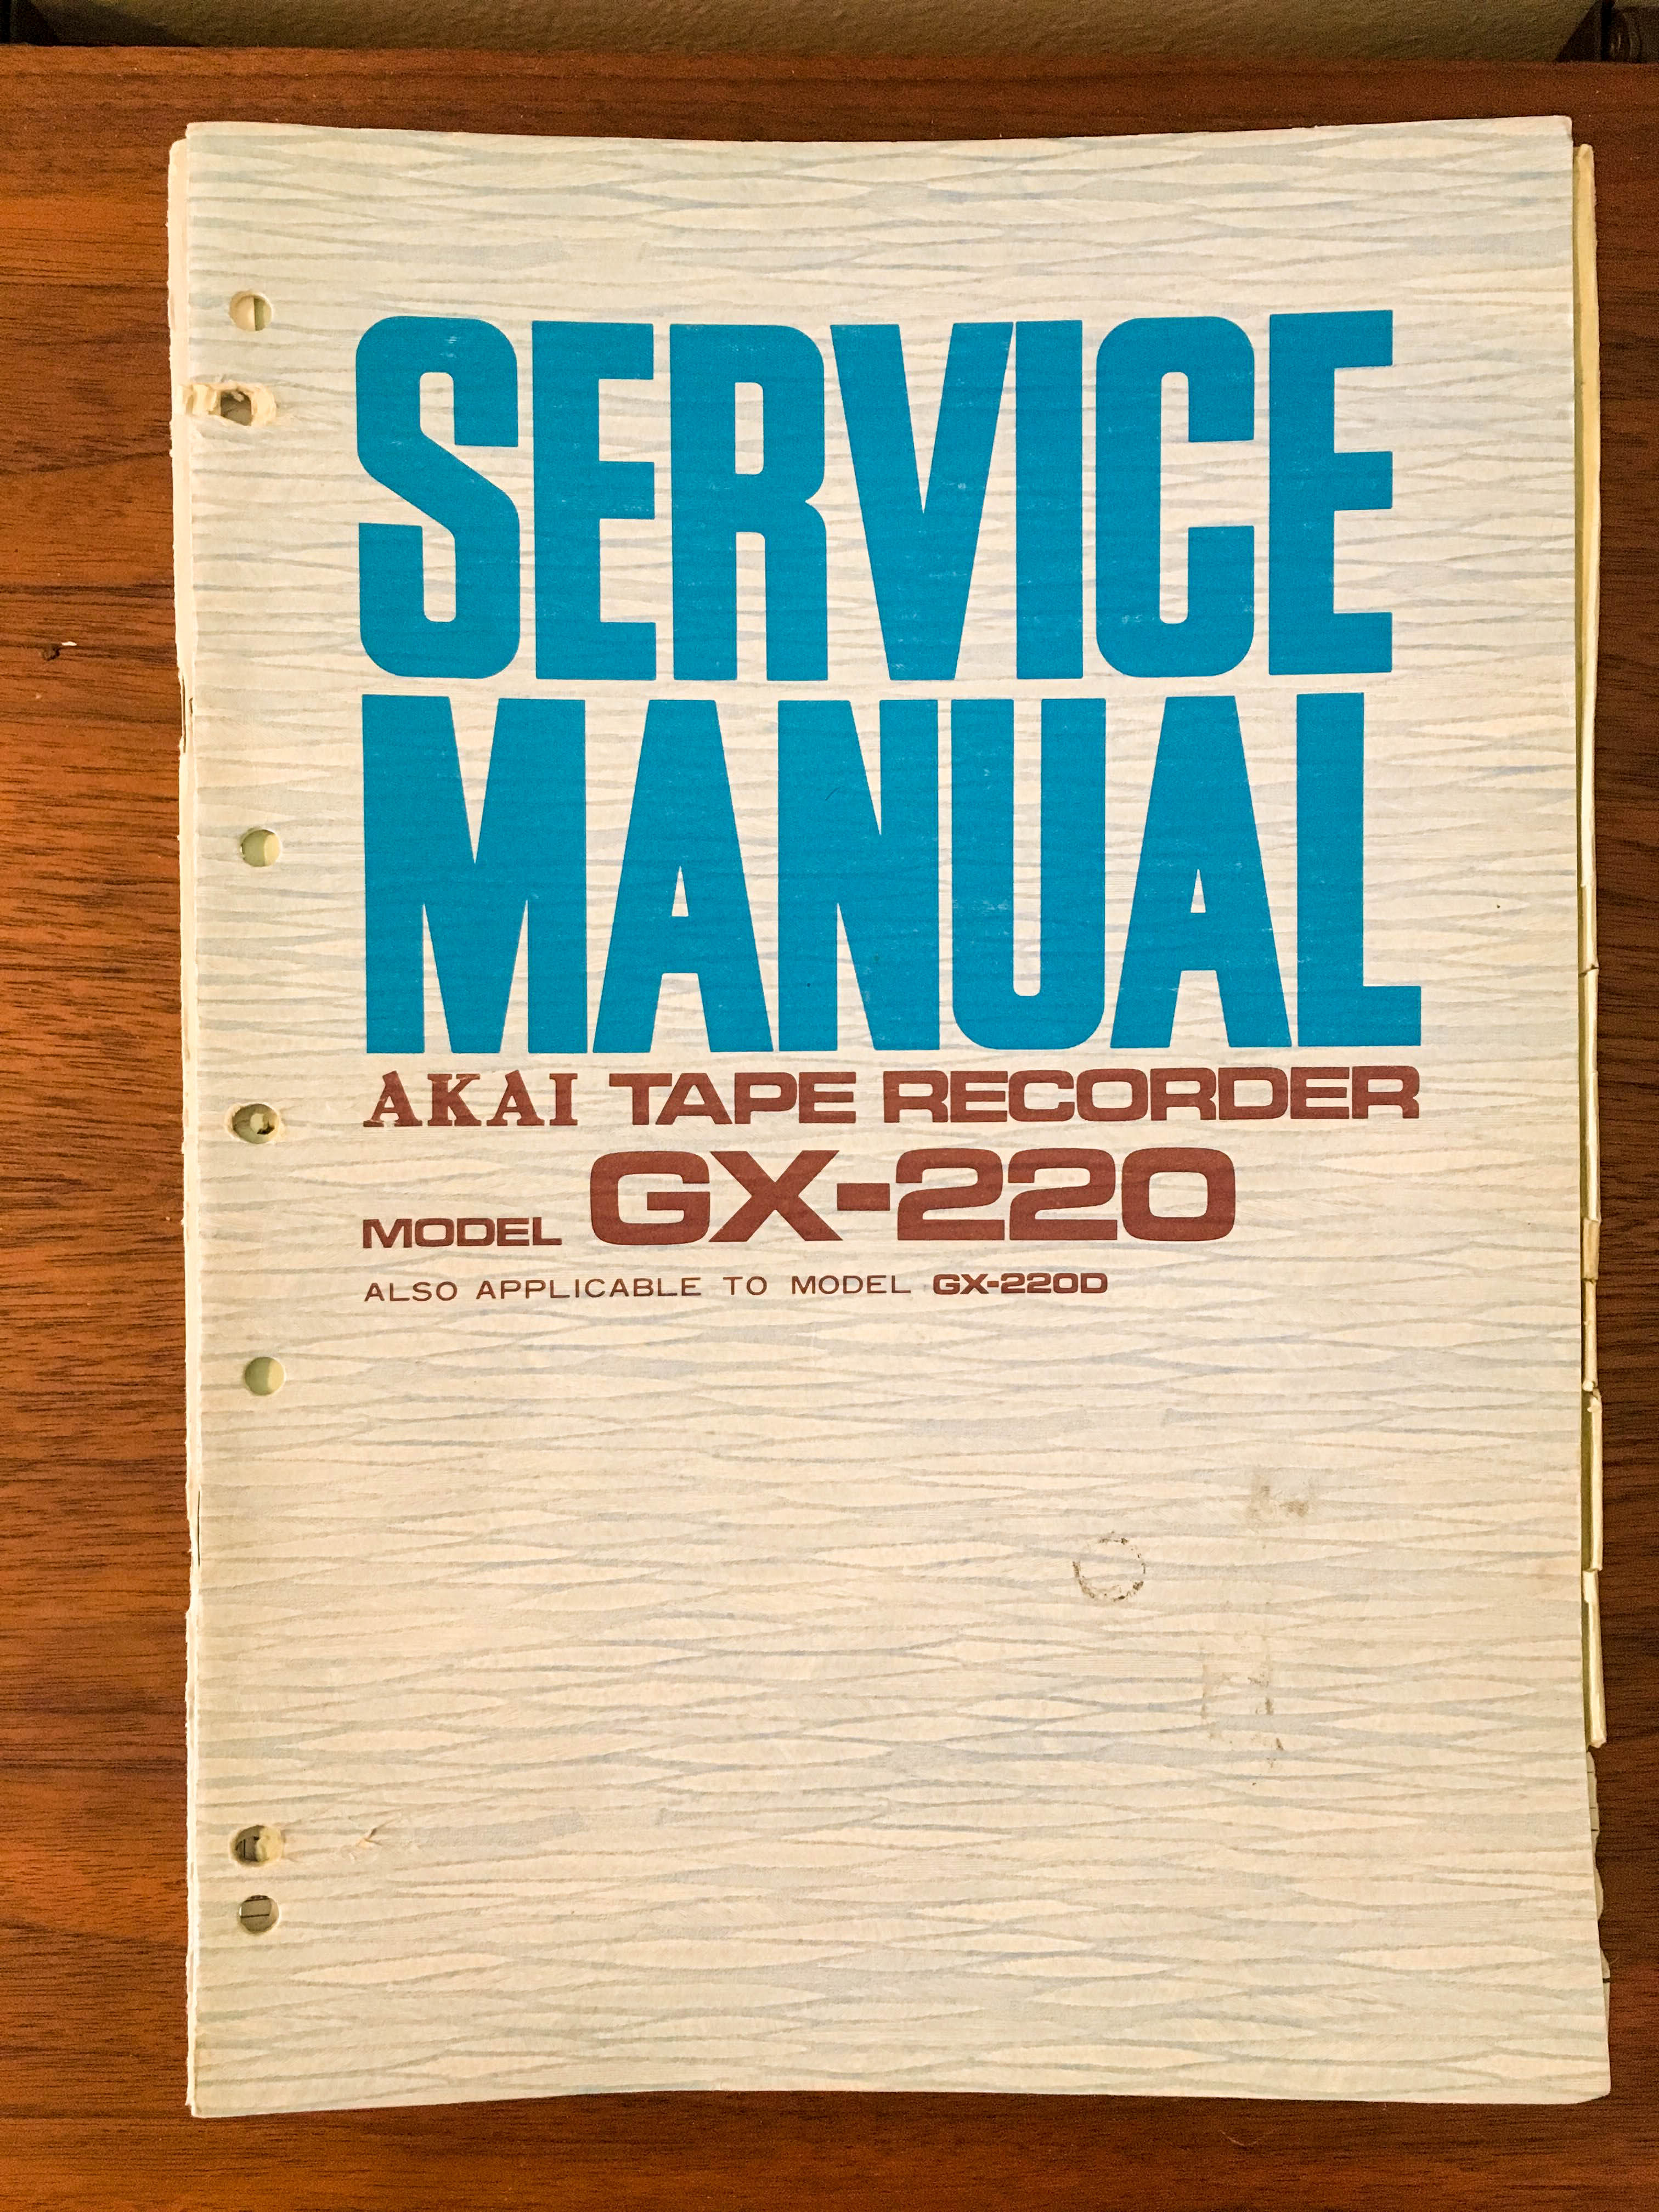 SERVICE
MANUAL
AKAI TAPE RECORDER
MODEL GX-220
ALSO APPLICABLE TO MODEL GX-220D